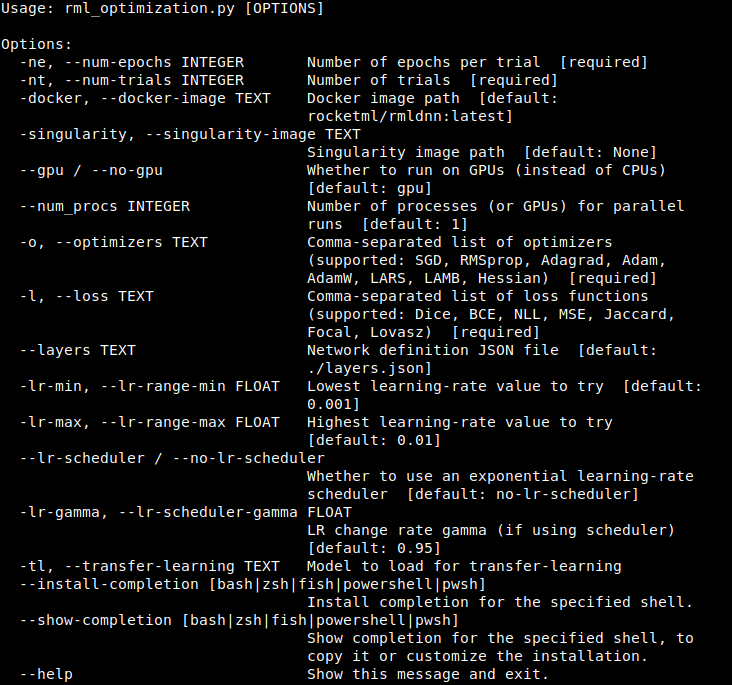 Usage: rml_optimization.py [OPTIONS]

Options:
  -ne, --num-epochs INTEGER       Number of epochs per trial  [required]
  -nt, --num-trials INTEGER       Number of trials  [required]
  -docker, --docker-image TEXT    Docker image path  [default:
                                  rocketml/rmldnn:latest]
  -singularity, --singularity-image TEXT
                                  Singularity image path  [default: None]
  --gpu / --no-gpu                Whether to run on GPUs (instead of CPUs)
                                  [default: gpu]
  --num_procs INTEGER             Number of processes (or GPUs) for parallel
                                  runs  [default: 1]
  -o, --optimizers TEXT           Comma-separated list of optimizers
                                  (supported: SGD, RMSprop, Adagrad, Adam,
                                  AdamW, LARS, LAMB, Hessian)  [required]
  -l, --loss TEXT                 Comma-separated list of loss functions
                                  (supported: Dice, BCE, NLL, MSE, Jaccard,
                                  Focal, Lovasz)  [required]
  --layers TEXT                   Network definition JSON file  [default:
                                  ./layers.json]
  -lr-min, --lr-range-min FLOAT   Lowest learning-rate value to try  [default:
                                  0.001]
  -lr-max, --lr-range-max FLOAT   Highest learning-rate value to try
                                  [default: 0.01]
  --lr-scheduler / --no-lr-scheduler
                                  Whether to use an exponential learning-rate
                                  scheduler  [default: no-lr-scheduler]
  -lr-gamma, --lr-scheduler-gamma FLOAT
                                  LR change rate gamma (if using scheduler)
                                  [default: 0.95]
  -tl, --transfer-learning TEXT   Model to load for transfer-learning
  --install-completion [bash|zsh|fish|powershell|pwsh]
                                  Install completion for the specified shell.
  --show-completion [bash|zsh|fish|powershell|pwsh]
                                  Show completion for the specified shell, to
                                  copy it or customize the installation.
  --help                          Show this message and exit.